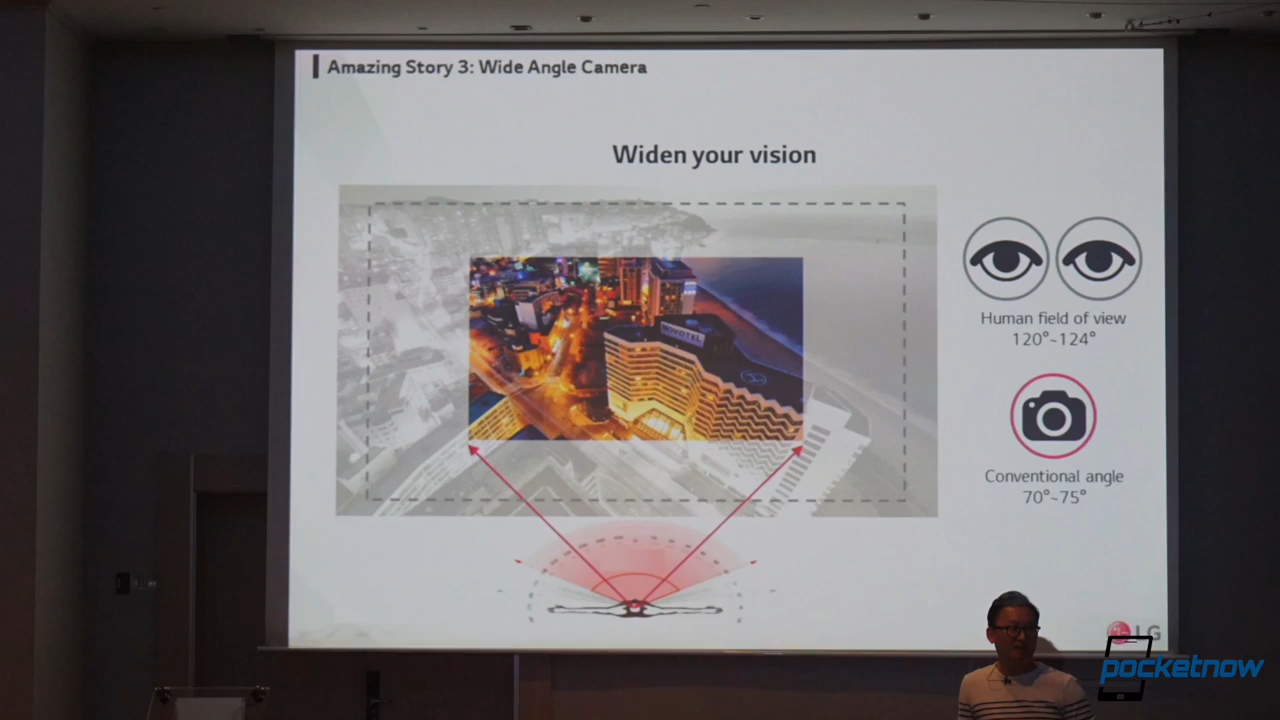 Amazing Story 3: Wide Angle Camera
Widen your vision
NOVOTEL
Human field of view
120°~124°
Conventional angle
70°~75°
LG
pocketnow